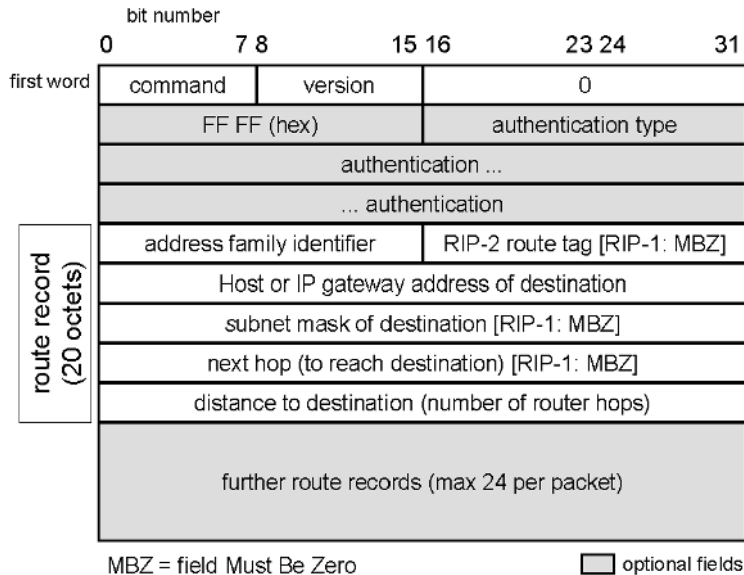 bit number
0 7 8 15 16 23 24 31
first word command version 0
FF FF (hex) authentication type
authentication ...
... authentication
address family identifier RIP-2 route tag [RIP-1: MBZ]
Host or IP gateway address of destination
subnet mask of destination [RIP-1: MBZ]
next hop (to reach destination) [RIP-1: MBZ]
distance to destination (number of router hops)
route record
(20 octets)
further route records (max 24 per packet)
MBZ = field Must Be Zero optional fields